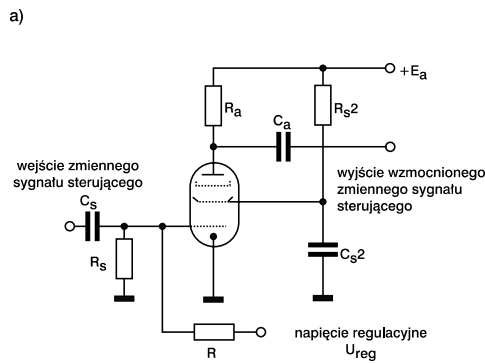 a)
+Ea
Ra
Rs2
Ca
wejście zmiennego
sygnału sterującego
wyjście wzmocnionego
zmiennego sygnału
sterującego
Cs
Rs
Cs2
R
napięcie regulacyjne
Ureg